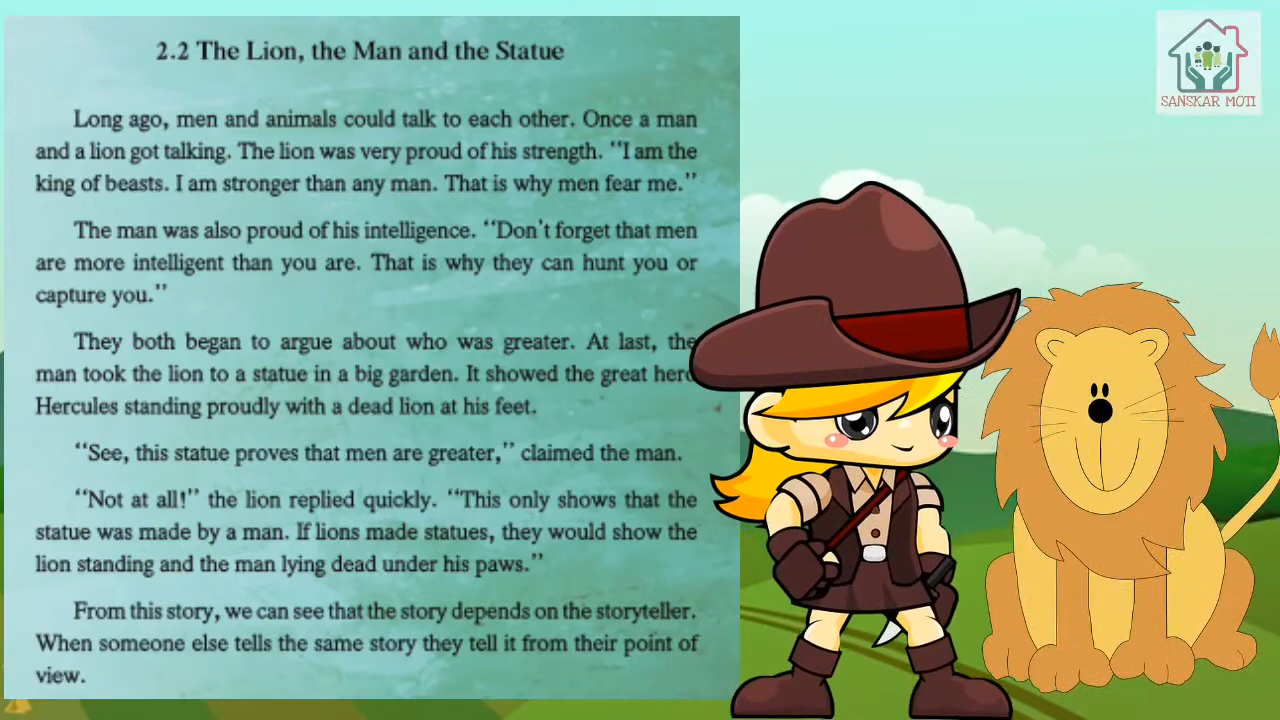 2.2 The Lion, the Man and the Statue
Long ago, men and animals could talk to each other. Once a man
and a lion got talking. The lion was very proud of his strength. “I am the
king of beasts. I am stronger than any man. That is why men fear me.”
The man was also proud of his intelligence. “Don’t forget that men
are more intelligent than you are. That is why they can hunt you or
capture you.”
They both began to argue about who was greater. At last, the
man took the lion to a statue in a big garden. It showed the great hero
Hercules standing proudly with a dead lion at his feet.
“See, this statue proves that men are greater,” claimed the man.
“Not at all!” the lion replied quickly. “This only shows that the
statue was made by a man. If lions made statues, they would show the
lion standing and the man lying dead under his paws.”
From this story, we can see that the story depends on the storyteller.
When someone else tells the same story they tell it from their point of
view.
SANSKAR MOTI